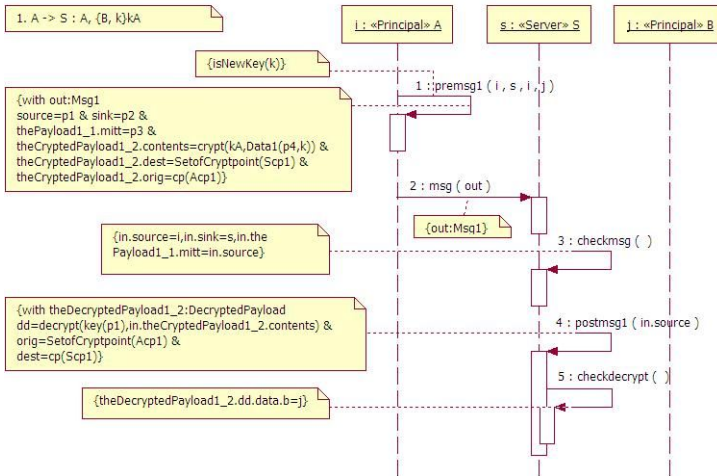 1. A -> S : A, {B, k}kA
i : «Principal» A
s : «Server» S
j : «Principal» B
{isNewKey(k)}
1 : premsg1 ( i , s , i , j )
{with out:Msg1
source=p1 & sink=p2 &
thePayload1_1.mitt=p3 &
theCryptedPayload1_2.contents=crypt(kA,Data1(p4,k)) &
theCryptedPayload1_2.dest=SetofCryptpoint(Scp1) &
theCryptedPayload1_2.orig=cp(Acp1)}
2 : msg ( out )
{out:Msg1}
{in.source=i,in.sink=s,in.the
Payload1_1.mitt=in.source}
3 : checkmsg ( )
{with theDecryptedPayload1_2:DecryptedPayload
dd=decrypt(key(p1),in.theCryptedPayload1_2.contents) &
orig=SetofCryptpoint(Acp1) &
dest=cp(Scp1)}
4 : postmsg1 ( in.source )
5 : checkdecrypt ( )
{theDecryptedPayload1_2.dd.data.b=j}